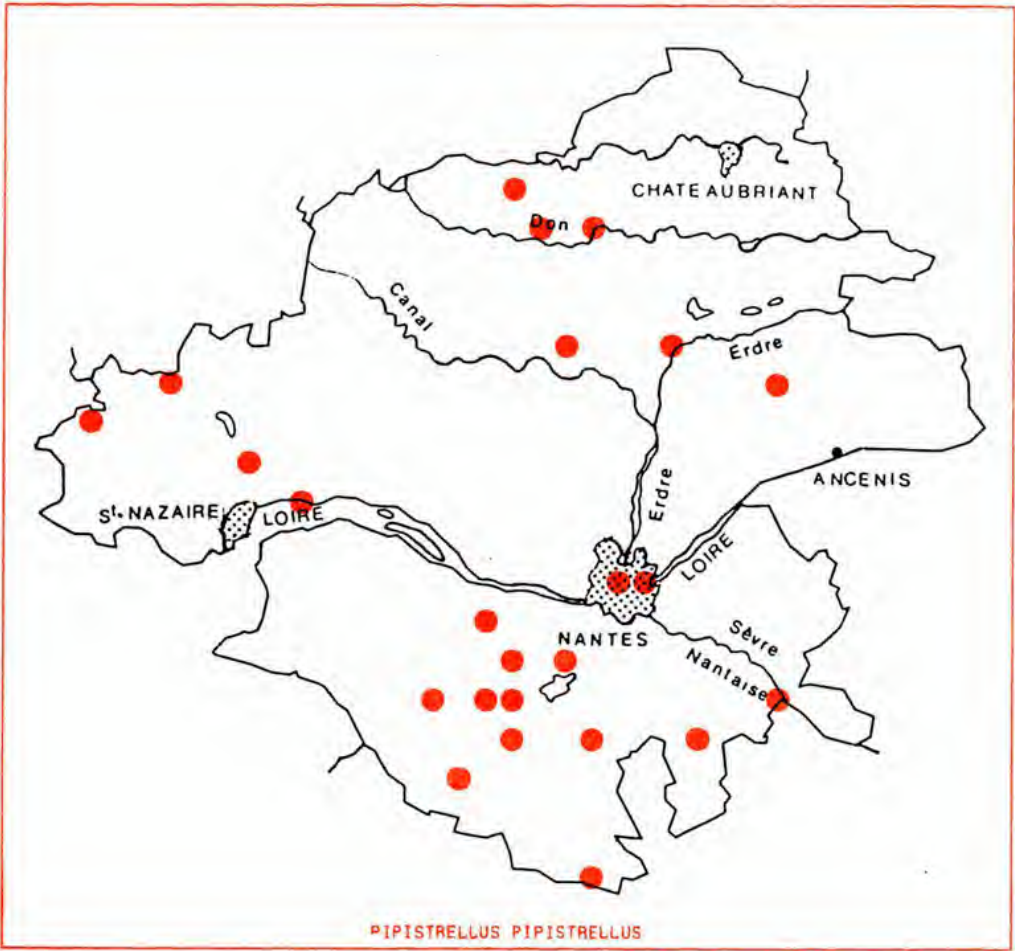 CHATEAUBRIANT
Don
Canal
Erdre
ANCENIS
Erdre
St. NAZAIRE
LOIRE
LOIRE
NANTES
Sèvre
Nantaise
PIPISTRELLUS PIPISTRELLUS